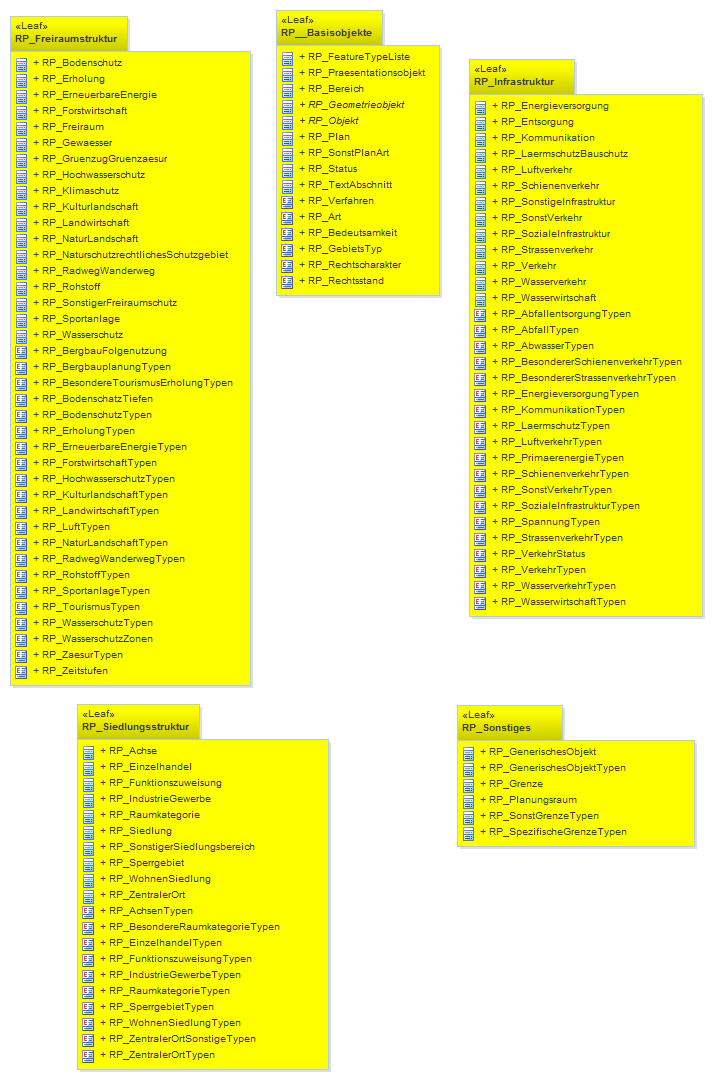 «Leaf»
RP_Freiraumstruktur
+ RP_Bodenschutz
+ RP_Erholung
+ RP_ErneuerbareEnergie
+ RP_Forstwirtschaft
+ RP_Freiraum
+ RP_Gewaesser
+ RP_GruenzugGruenzaesur
+ RP_Hochwasserschutz
+ RP_Klimaschutz
+ RP_Kulturlandschaft
+ RP_Landwirtschaft
+ RP_NaturLandschaft
+ RP_NaturschutzrechtlichesSchutzgebiet
+ RP_RadwegWanderweg
+ RP_Rohstoff
+ RP_SonstigerFreiraumschutz
+ RP_Sportanlage
+ RP_Wasserschutz
+ RP_BergbauFolgenutzung
+ RP_BergbauplanungTypen
+ RP_BesondereTourismusErholungTypen
+ RP_BodenschatzTiefen
+ RP_BodenschutzTypen
+ RP_ErholungTypen
+ RP_ErneuerbareEnergieTypen
+ RP_ForstwirtschaftTypen
+ RP_HochwasserschutzTypen
+ RP_KulturlandschaftTypen
+ RP_LandwirtschaftTypen
+ RP_LuftTypen
+ RP_NaturLandschaftTypen
+ RP_RadwegWanderwegTypen
+ RP_RohstoffTypen
+ RP_SportanlageTypen
+ RP_TourismusTypen
+ RP_WasserschutzTypen
+ RP_WasserschutzZonen
+ RP_ZaesurTypen
+ RP_Zeitstufen
«Leaf»
RP__Basisobjekte
+ RP_FeatureTypeListe
+ RP_Praesentationsobjekt
+ RP_Bereich
+ RP_Geometrieobjekt
+ RP_Objekt
+ RP_Plan
+ RP_SonstPlanArt
+ RP_Status
+ RP_TextAbschnitt
+ RP_Verfahren
+ RP_Art
+ RP_Bedeutsamkeit
+ RP_GebietsTyp
+ RP_Rechtscharakter
+ RP_Rechtsstand
«Leaf»
RP_Infrastruktur
+ RP_Energieversorgung
+ RP_Entsorgung
+ RP_Kommunikation
+ RP_LaermschutzBauschutz
+ RP_Luftverkehr
+ RP_Schienenverkehr
+ RP_SonstigeInfrastruktur
+ RP_SonstVerkehr
+ RP_SozialeInfrastruktur
+ RP_Strassenverkehr
+ RP_Verkehr
+ RP_Wasserverkehr
+ RP_Wasserwirtschaft
+ RP_AbfallentsorgungTypen
+ RP_AbfallTypen
+ RP_AbwasserTypen
+ RP_BesondererSchienenverkehrTypen
+ RP_BesondererStrassenverkehrTypen
+ RP_EnergieversorgungTypen
+ RP_KommunikationTypen
+ RP_LaermschutzTypen
+ RP_LuftverkehrTypen
+ RP_PrimaerenergieTypen
+ RP_SchienenverkehrTypen
+ RP_SonstVerkehrTypen
+ RP_SozialeInfrastrukturTypen
+ RP_SpannungTypen
+ RP_StrassenverkehrTypen
+ RP_VerkehrStatus
+ RP_VerkehrTypen
+ RP_WasserverkehrTypen
+ RP_WasserwirtschaftTypen
«Leaf»
RP_Siedlungsstruktur
+ RP_Achse
+ RP_Einzelhandel
+ RP_Funktionszuweisung
+ RP_IndustrieGewerbe
+ RP_Raumkategorie
+ RP_Siedlung
+ RP_SonstigerSiedlungsbereich
+ RP_Sperrgebiet
+ RP_WohnenSiedlung
+ RP_ZentralerOrt
+ RP_AchsenTypen
+ RP_BesondereRaumkategorieTypen
+ RP_EinzelhandelTypen
+ RP_FunktionszuweisungTypen
+ RP_IndustrieGewerbeTypen
+ RP_RaumkategorieTypen
+ RP_SperrgebietTypen
+ RP_WohnenSiedlungTypen
+ RP_ZentralerOrtSonstigeTypen
+ RP_ZentralerOrtTypen
«Leaf»
RP_Sonstiges
+ RP_GenerischesObjekt
+ RP_GenerischesObjektTypen
+ RP_Grenze
+ RP_Planungsraum
+ RP_SonstGrenzeTypen
+ RP_SpezifischeGrenzeTypen